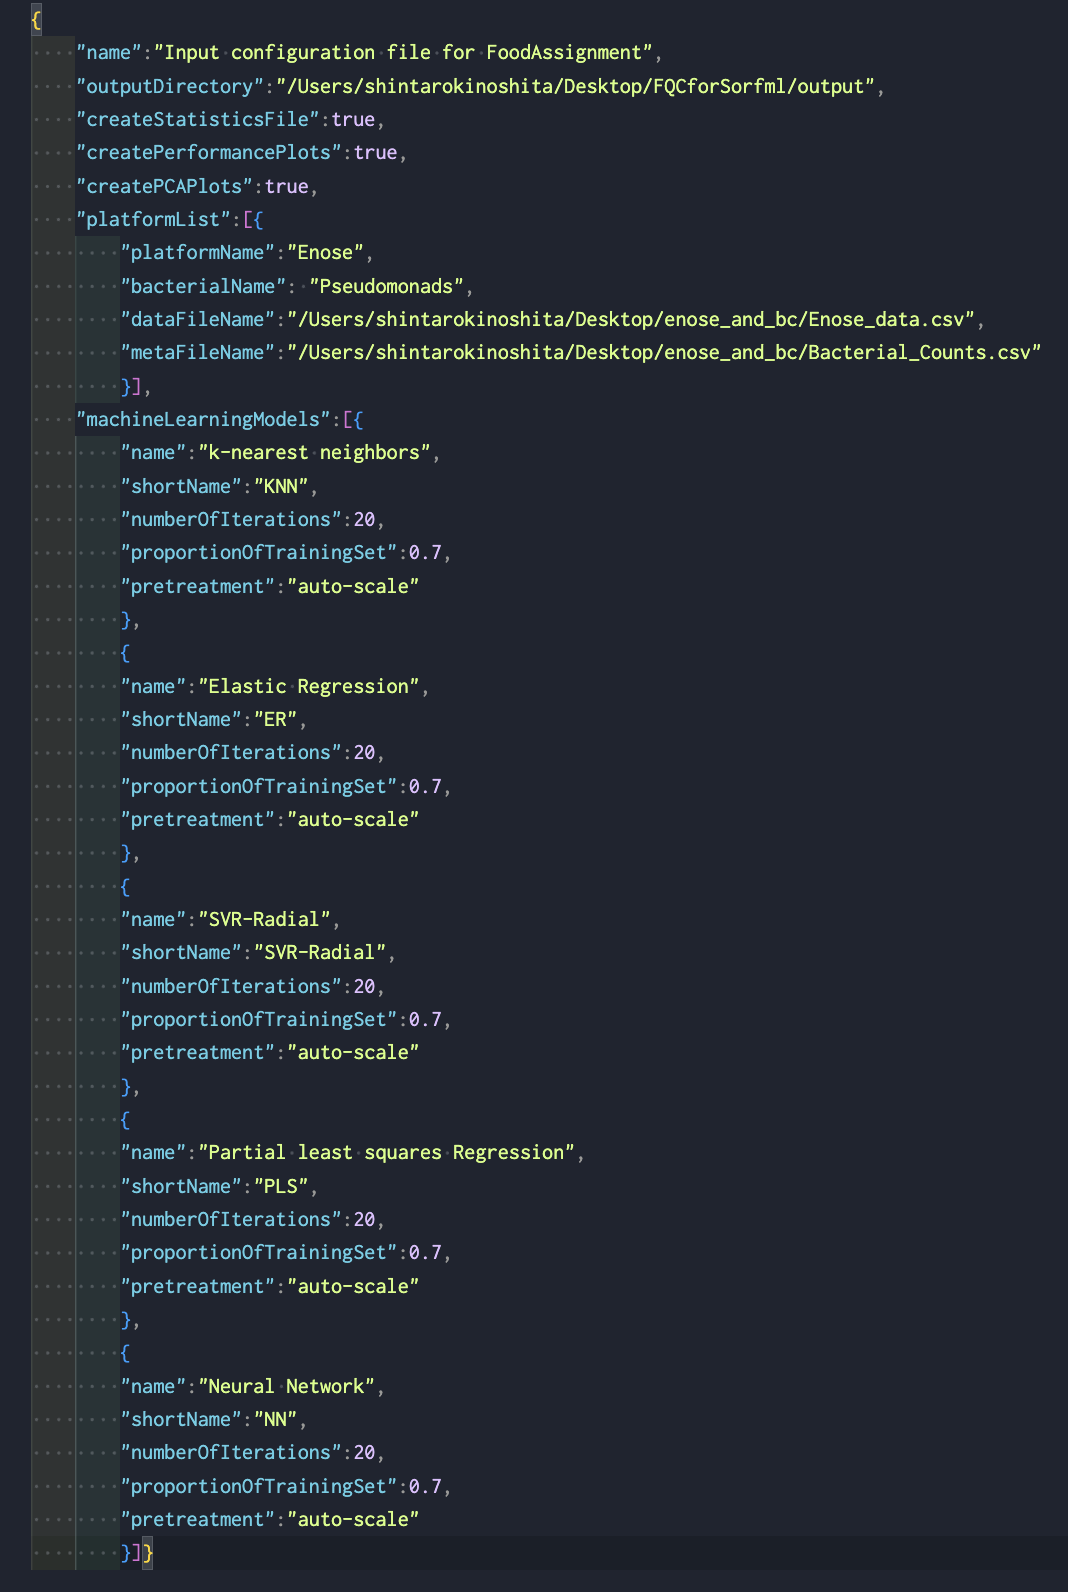 {
"name":"Input configuration file for FoodAssignment",
"outputDirectory":"/Users/shintarokinoshita/Desktop/FQCforSorfml/output",
"createStatisticsFile":true,
"createPerformancePlots":true,
"createPCAPlots":true,
"platformList":[{
"platformName":"Enose",
"bacterialName": "Pseudomonads",
"dataFileName":"/Users/shintarokinoshita/Desktop/enose_and_bc/Enose_data.csv",
"metaFileName":"/Users/shintarokinoshita/Desktop/enose_and_bc/Bacterial_Counts.csv"
}],
"machineLearningModels":[{
"name":"k-nearest neighbors",
"shortName":"KNN",
"numberOfIterations":20,
"proportionOfTrainingSet":0.7,
"pretreatment":"auto-scale"
},
{
"name":"Elastic Regression",
"shortName":"ER",
"numberOfIterations":20,
"proportionOfTrainingSet":0.7,
"pretreatment":"auto-scale"
},
{
"name":"SVR-Radial",
"shortName":"SVR-Radial",
"numberOfIterations":20,
"proportionOfTrainingSet":0.7,
"pretreatment":"auto-scale"
},
{
"name":"Partial least squares Regression",
"shortName":"PLS",
"numberOfIterations":20,
"proportionOfTrainingSet":0.7,
"pretreatment":"auto-scale"
},
{
"name":"Neural Network",
"shortName":"NN",
"numberOfIterations":20,
"proportionOfTrainingSet":0.7,
"pretreatment":"auto-scale"
}]}